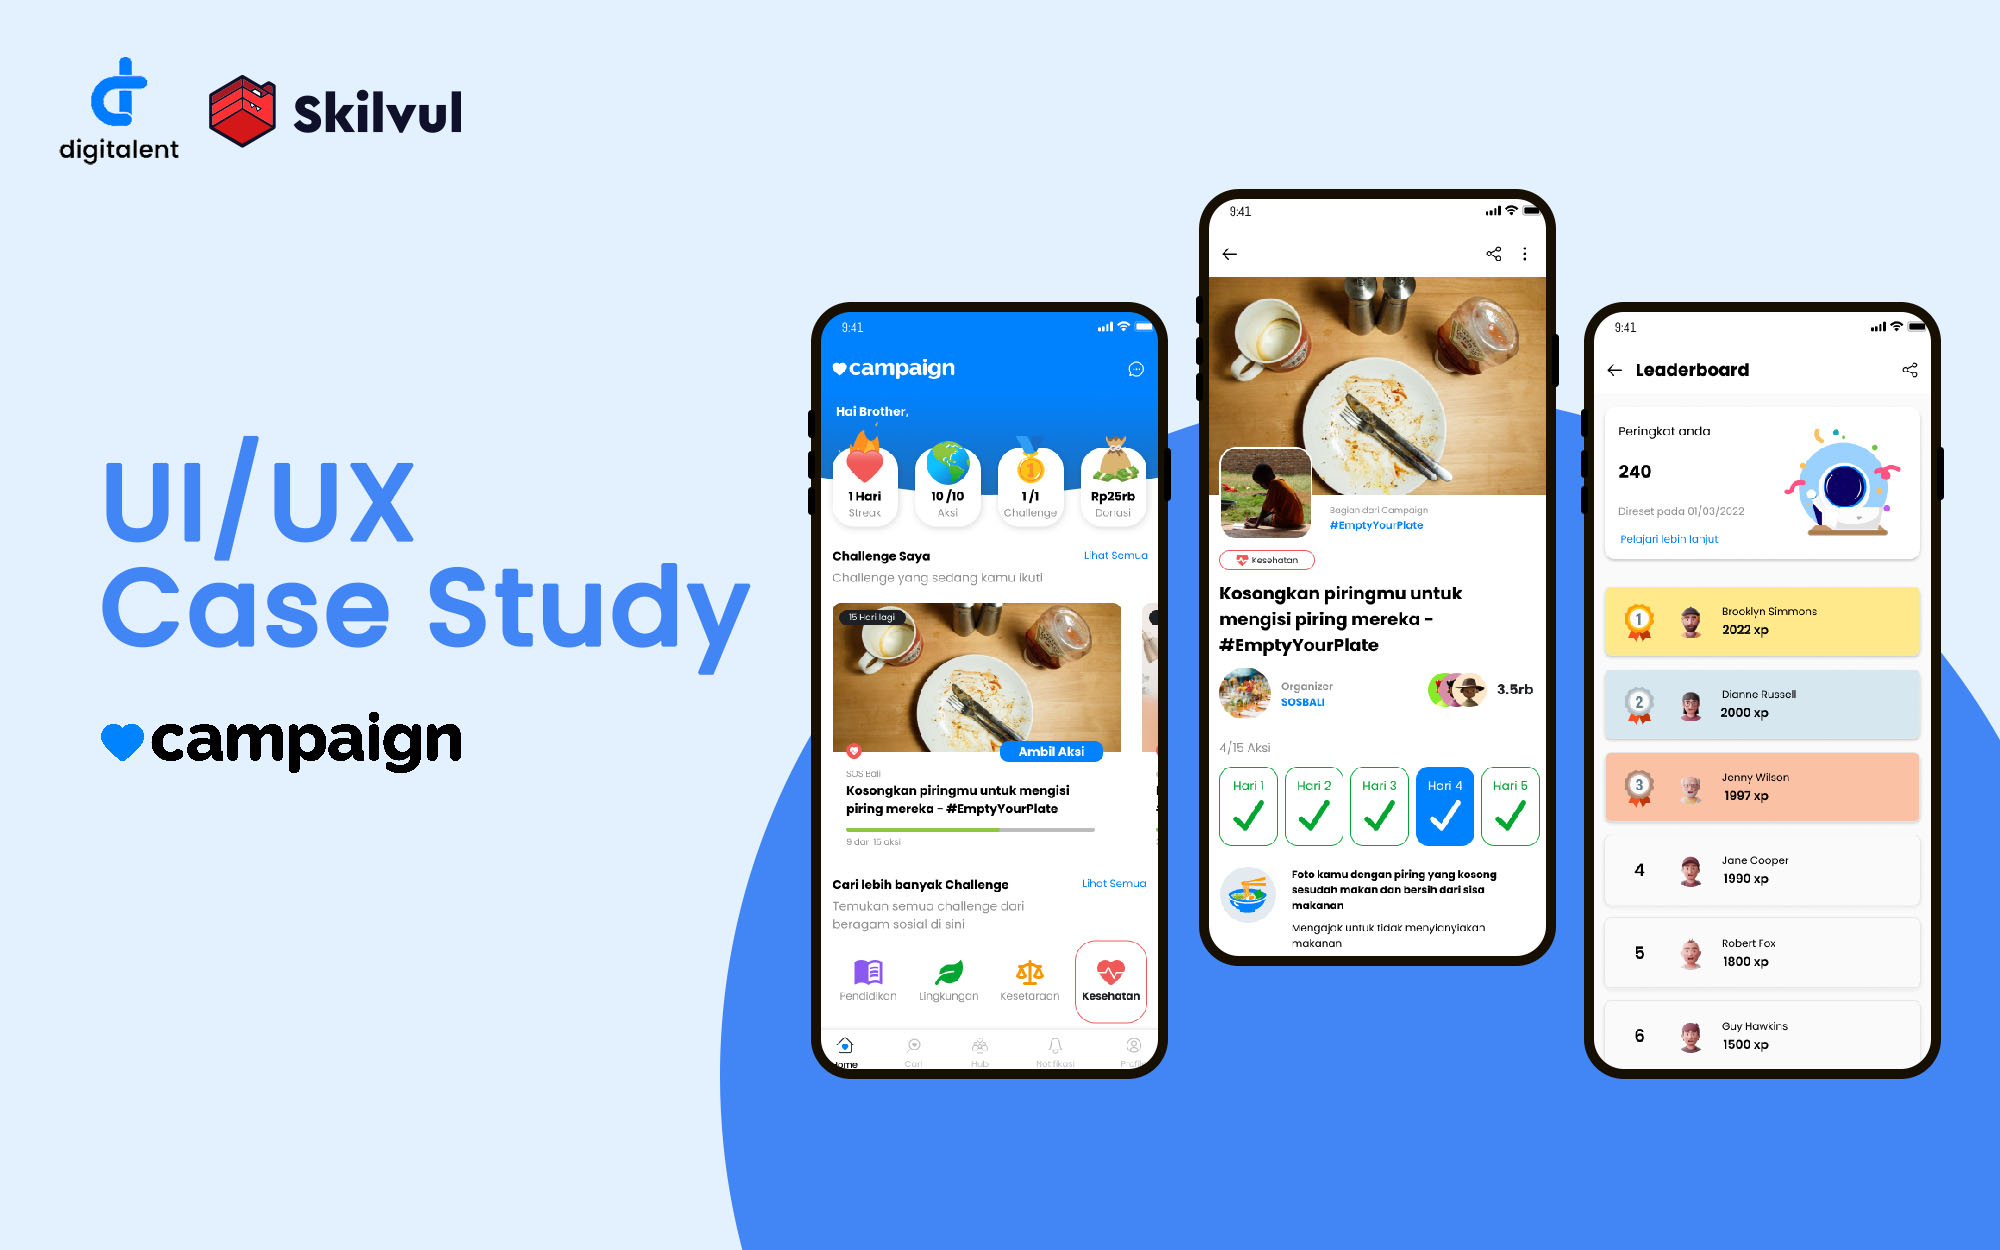 digitalent
Skilvul
UI/UX
Case Study
campaign
9:41
campaign
Hai Brother,
1 Hari
Streak
10/10
Aksi
1/1
Challenge
Rp25rb
Donasi
Challenge Saya
Lihat Semua
Challenge yang sedang kamu ikuti
15 Hari lagi
Ambil Aksi
SOS Bali
Kosongkan piringmu untuk mengisi
piring mereka - #EmptyYourPlate
9 dari 15 aksi
Cari lebih banyak Challenge
Lihat Semua
Temukan semua challenge dari
beragam sosial di sini
Pendidikan
Lingkungan
Kesetaraan
Kesehatan
Home
Cari
Hub
Notifikasi
Profil
9:41
Bagian dari Campaign
#EmptyYourPlate
Kesehatan
Kosongkan piringmu untuk
mengisi piring mereka -
#EmptyYourPlate
Organizer
SOSBALI
3.5rb
4/15 Aksi
Hari 1
Hari 2
Hari 3
Hari 4
Hari 5
Foto kamu dengan piring yang kosong
sesudah makan dan bersih dari sisa
makanan
Mengajak untuk tidak menyianyiakan
makanan
9:41
Leaderboard
Peringkat anda
240
Direset pada 01/03/2022
Pelajari lebih lanjut
1
Brooklyn Simmons
2022 xp
2
Dianne Russell
2000 xp
3
Jenny Wilson
1997 xp
4
Jane Cooper
1990 xp
5
Robert Fox
1800 xp
6
Guy Hawkins
1500 xp